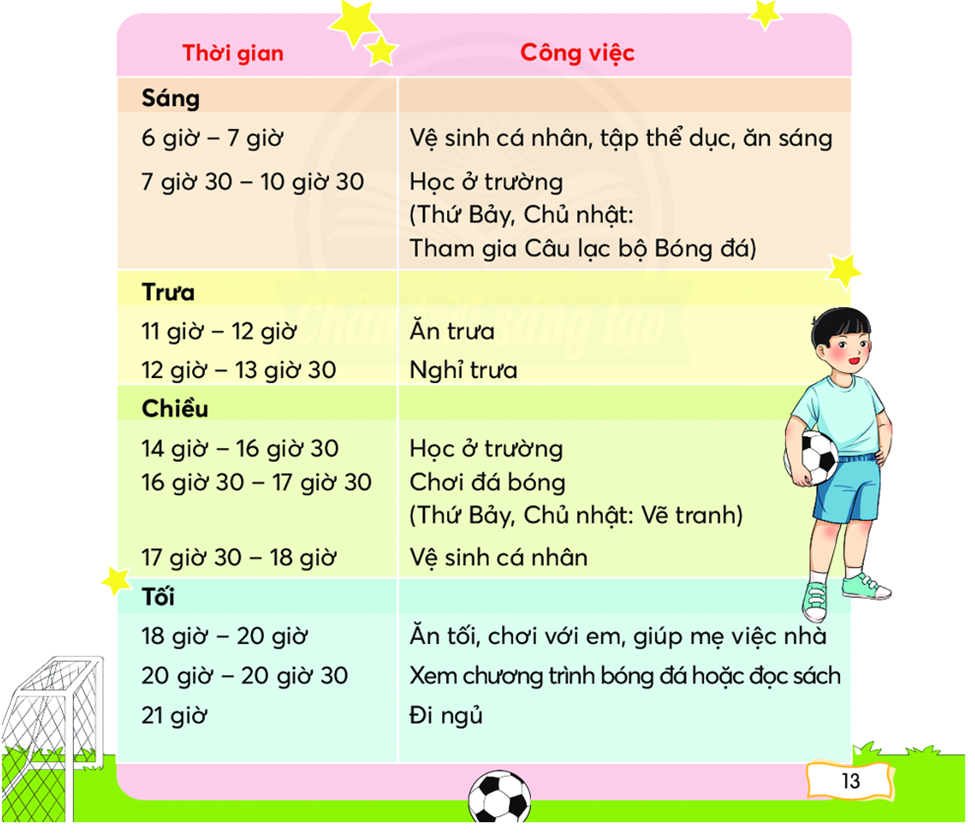 Thời gian Công việc
Sáng
6 giờ – 7 giờ Vệ sinh cá nhân, tập thể dục, ăn sáng
7 giờ 30 – 10 giờ 30 Học ở trường
(Thứ Bảy, Chủ nhật:
Tham gia Câu lạc bộ Bóng đá)
Trưa
Chân trời sáng tạo
11 giờ – 12 giờ Ăn trưa
12 giờ – 13 giờ 30 Nghỉ trưa
Chiều
14 giờ – 16 giờ 30 Học ở trường
16 giờ 30 – 17 giờ 30 Chơi đá bóng
(Thứ Bảy, Chủ nhật: Vẽ tranh)
17 giờ 30 – 18 giờ Vệ sinh cá nhân
Tối
18 giờ – 20 giờ Ăn tối, chơi với em, giúp mẹ việc nhà
20 giờ – 20 giờ 30 Xem chương trình bóng đá hoặc đọc sách
21 giờ Đi ngủ
13